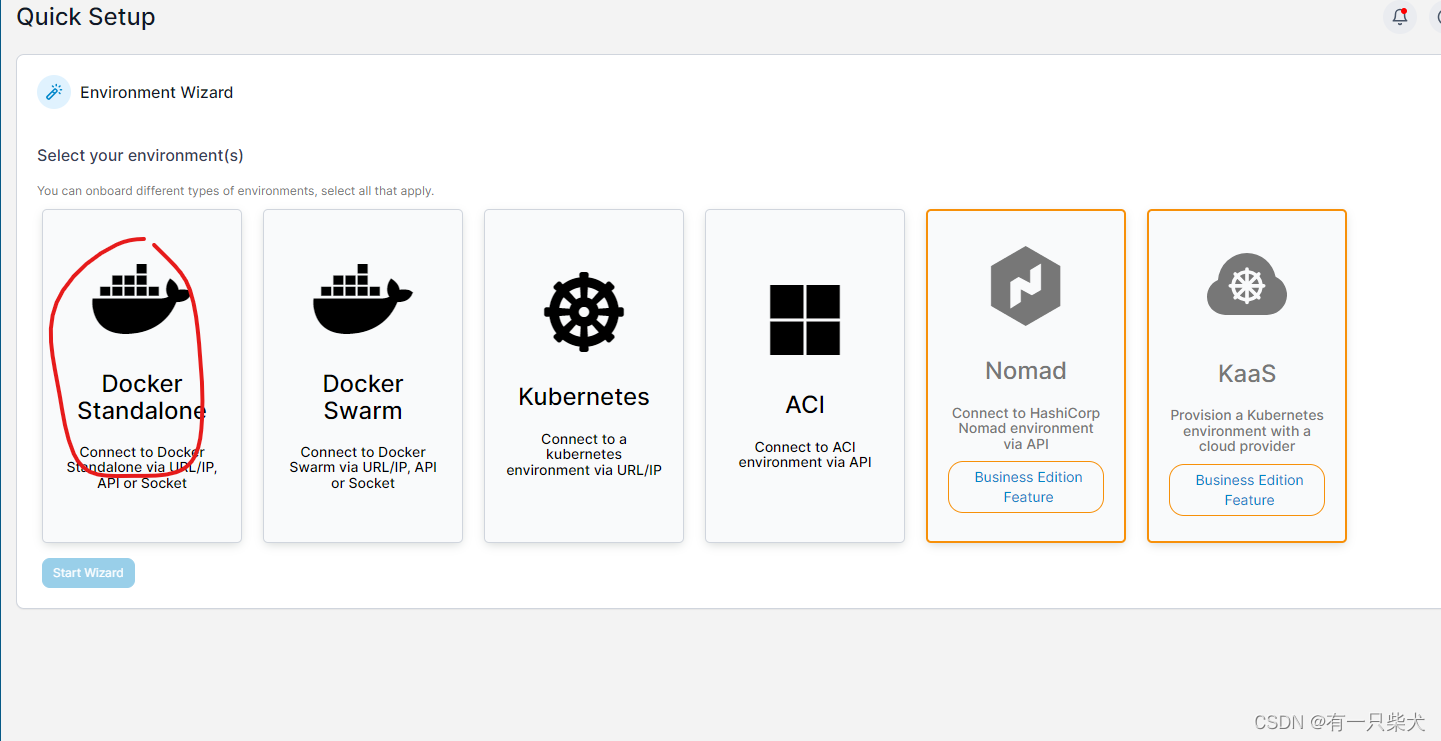 Quick Setup
Environment Wizard
Select your environment(s)
You can onboard different types of environments, select all that apply.
Docker
Standalone
Connect to Docker
Standalone via URL/IP,
API or Socket
Docker
Swarm
Connect to Docker
Swarm via URL/IP, API
or Socket
Kubernetes
Connect to a
kubernetes
environment via URL/IP
ACI
Connect to ACI
environment via API
Nomad
Connect to HashiCorp
Nomad environment
via API
Business Edition
Feature
KaaS
Provision a Kubernetes
environment with a
cloud provider
Business Edition
Feature
Start Wizard
CSDN @有一只柴犬